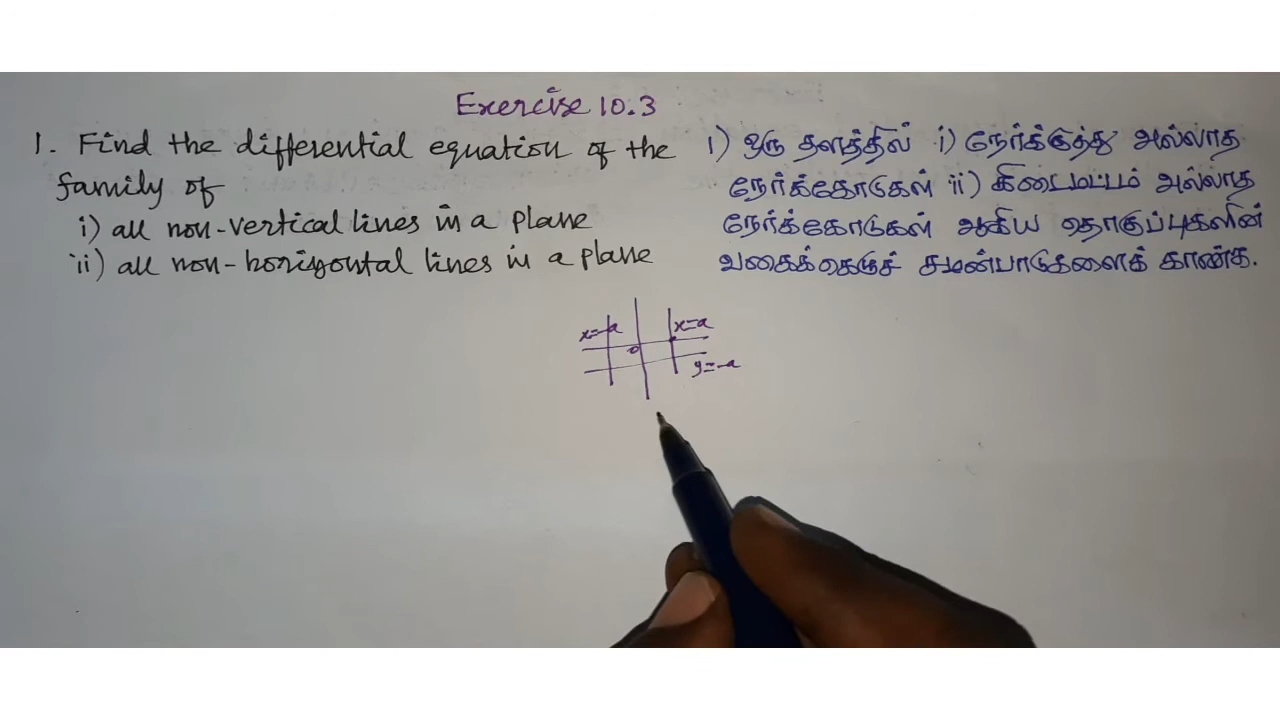 Exercise 10.3
1. Find the differential equation of the
family of
i) all non-vertical lines in a plane
ii) all non-horizontal lines in a plane
1) ஒரு தளத்தில் i) நேர்க்குத்து அல்லாத
நேர்க்கோடுகள் ii) கிடைமட்டம் அல்லாத
நேர்க்கோடுகள் ஆகிய தொகுப்புகளின்
வகைக்கெழுச் சமன்பாடுகளைக் காண்க.
x=-a
x=a
0
y=-a